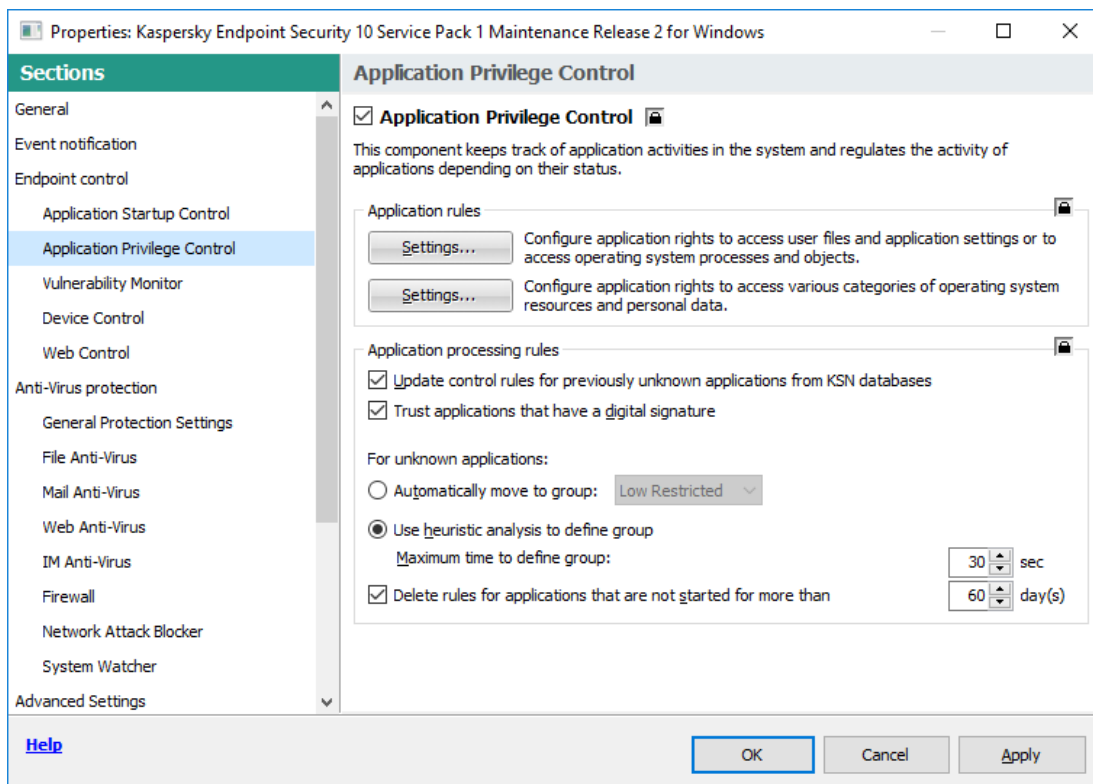 Properties: Kaspersky Endpoint Security 10 Service Pack 1 Maintenance Release 2 for Windows
Sections
General
Event notification
Endpoint control
Application Startup Control
Application Privilege Control
Vulnerability Monitor
Device Control
Web Control
Anti-Virus protection
General Protection Settings
File Anti-Virus
Mail Anti-Virus
Web Anti-Virus
IM Anti-Virus
Firewall
Network Attack Blocker
System Watcher
Advanced Settings
Help
Application Privilege Control
Application Privilege Control
This component keeps track of application activities in the system and regulates the activity of
applications depending on their status.
Application rules
Settings...
Configure application rights to access user files and application settings or to
access operating system processes and objects.
Settings...
Configure application rights to access various categories of operating system
resources and personal data.
Application processing rules
Update control rules for previously unknown applications from KSN databases
Trust applications that have a digital signature
For unknown applications:
Automatically move to group: Low Restricted
Use heuristic analysis to define group
Maximum time to define group: 30 sec
Delete rules for applications that are not started for more than 60 day(s)
OK Cancel Apply